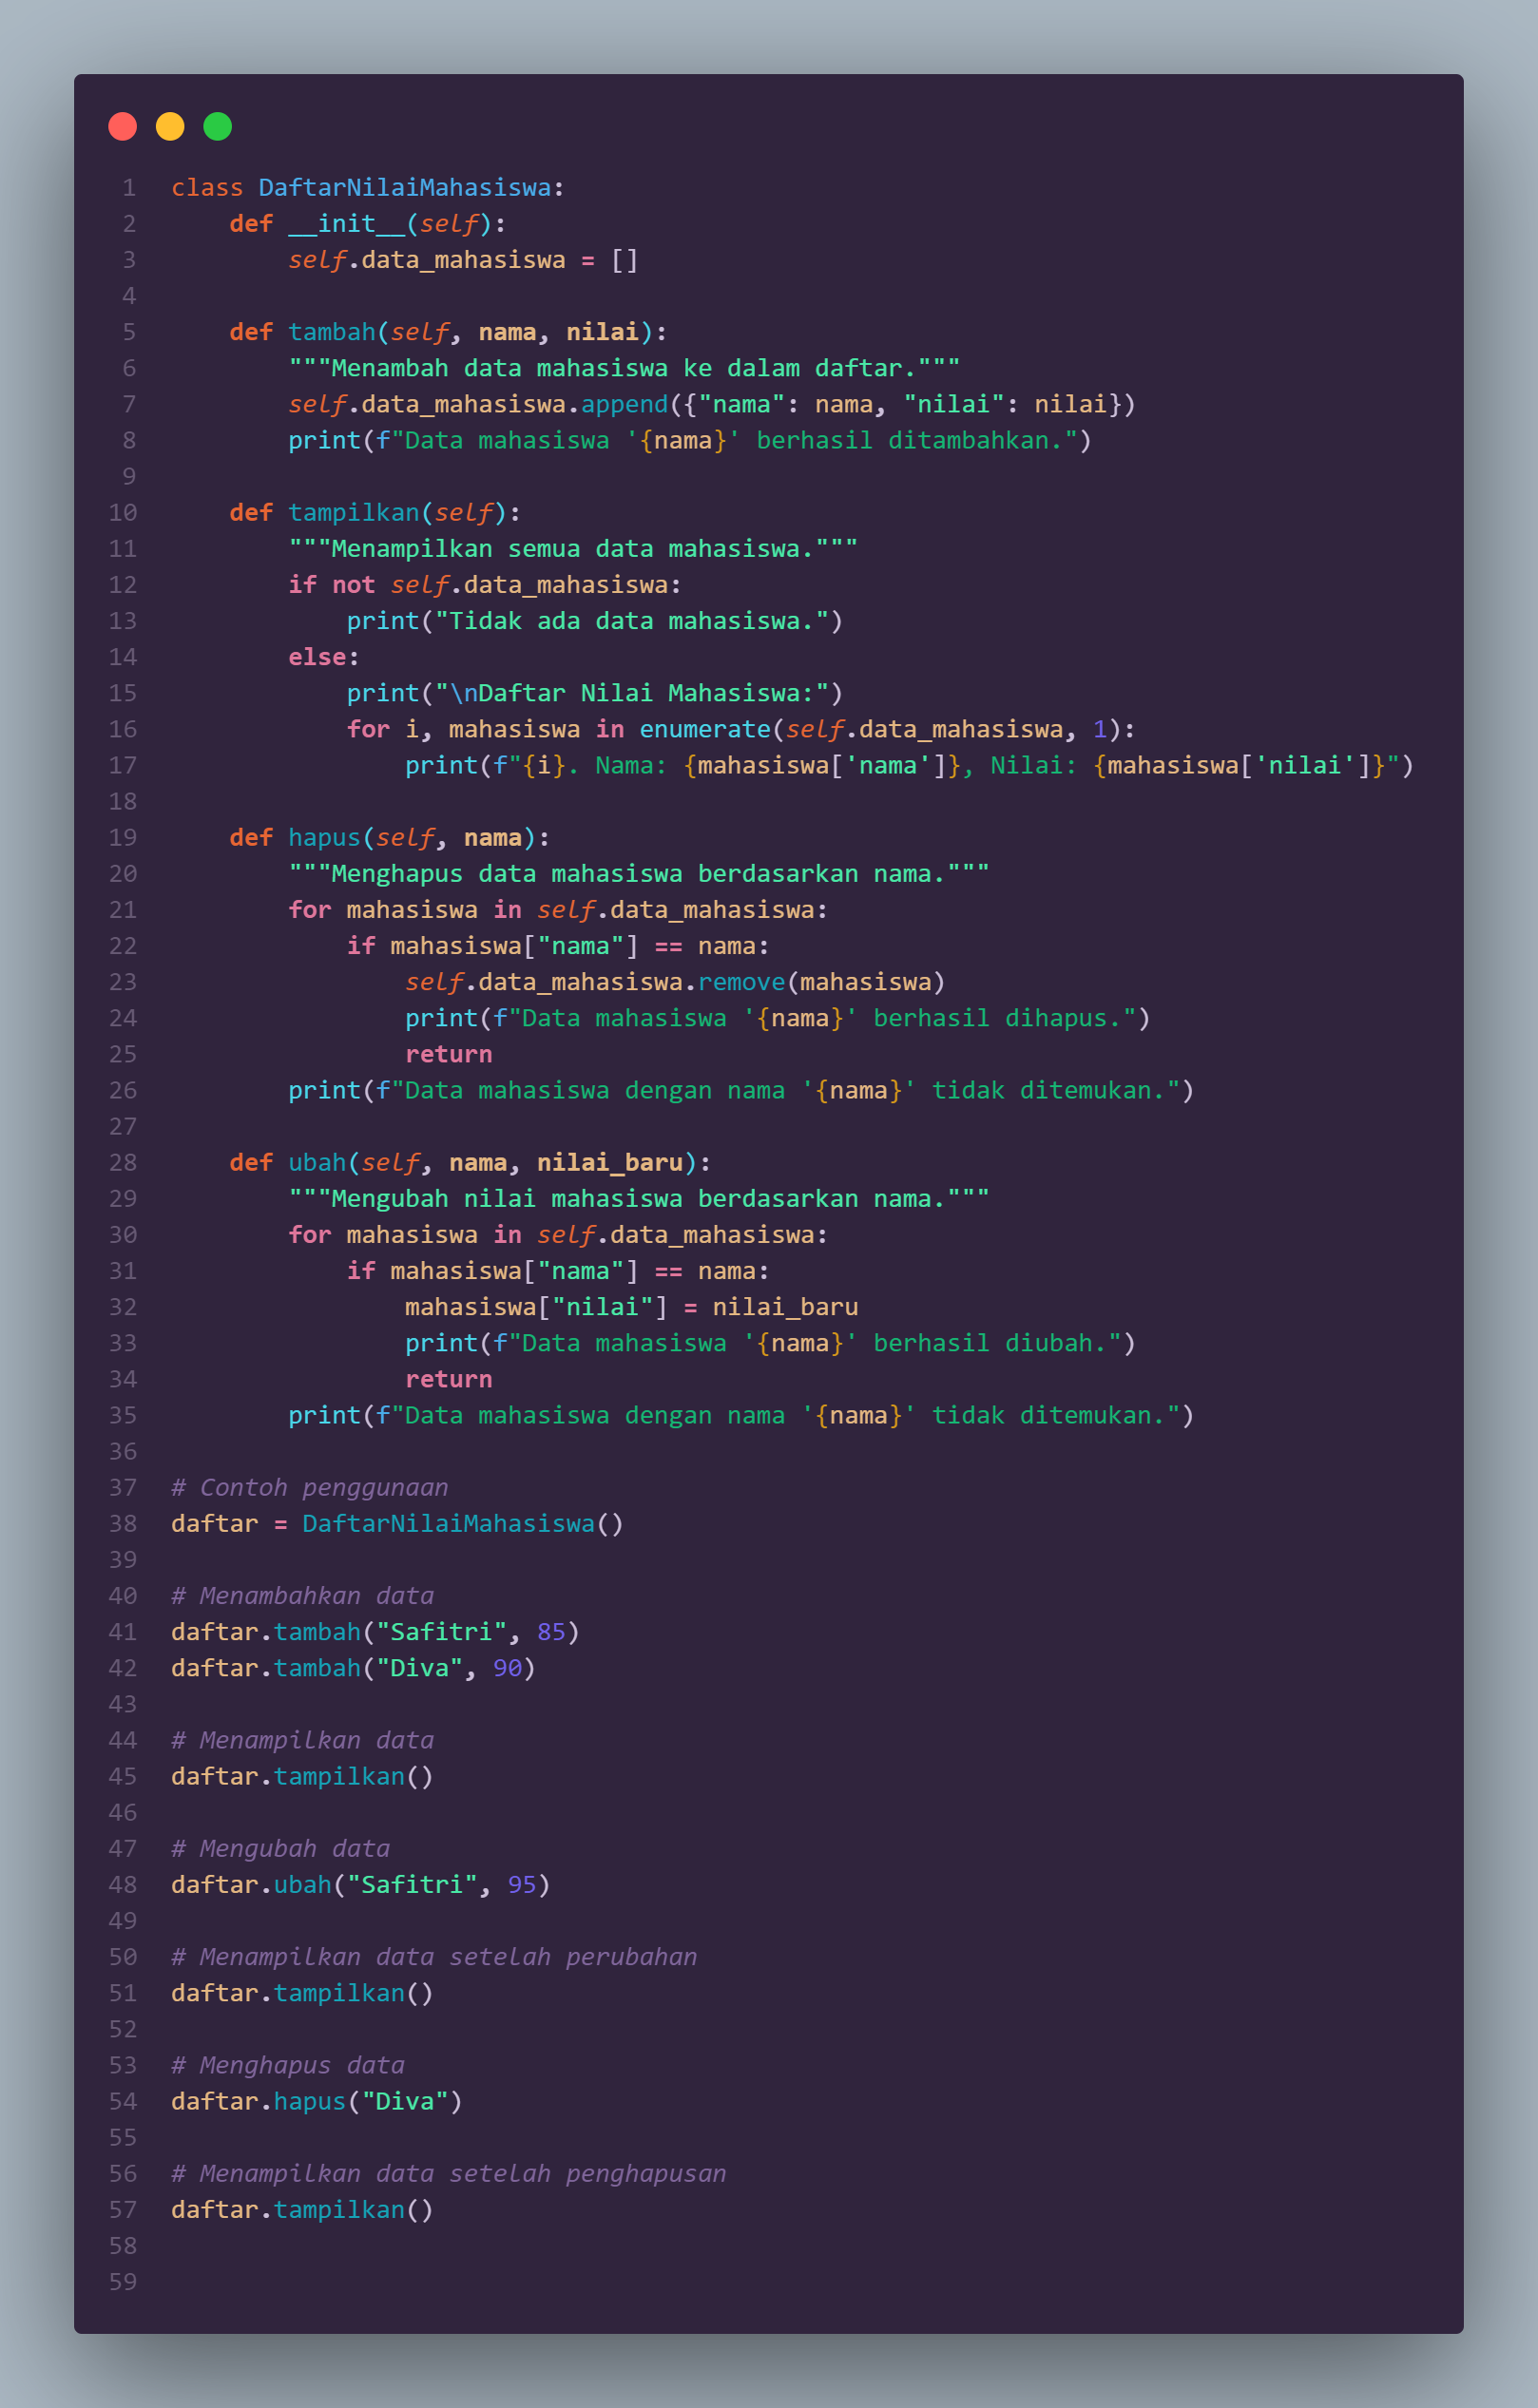 1 class DaftarNilaiMahasiswa:
2     def __init__(self):
3         self.data_mahasiswa = []
4
5     def tambah(self, nama, nilai):
6         """Menambah data mahasiswa ke dalam daftar."""
7         self.data_mahasiswa.append({"nama": nama, "nilai": nilai})
8         print(f"Data mahasiswa '{nama}' berhasil ditambahkan.")
9
10     def tampilkan(self):
11         """Menampilkan semua data mahasiswa."""
12         if not self.data_mahasiswa:
13             print("Tidak ada data mahasiswa.")
14         else:
15             print("\nDaftar Nilai Mahasiswa:")
16             for i, mahasiswa in enumerate(self.data_mahasiswa, 1):
17                 print(f"{i}. Nama: {mahasiswa['nama']}, Nilai: {mahasiswa['nilai']}")
18
19     def hapus(self, nama):
20         """Menghapus data mahasiswa berdasarkan nama."""
21         for mahasiswa in self.data_mahasiswa:
22             if mahasiswa["nama"] == nama:
23                 self.data_mahasiswa.remove(mahasiswa)
24                 print(f"Data mahasiswa '{nama}' berhasil dihapus.")
25                 return
26         print(f"Data mahasiswa dengan nama '{nama}' tidak ditemukan.")
27
28     def ubah(self, nama, nilai_baru):
29         """Mengubah nilai mahasiswa berdasarkan nama."""
30         for mahasiswa in self.data_mahasiswa:
31             if mahasiswa["nama"] == nama:
32                 mahasiswa["nilai"] = nilai_baru
33                 print(f"Data mahasiswa '{nama}' berhasil diubah.")
34                 return
35         print(f"Data mahasiswa dengan nama '{nama}' tidak ditemukan.")
36
37 # Contoh penggunaan
38 daftar = DaftarNilaiMahasiswa()
39
40 # Menambahkan data
41 daftar.tambah("Safitri", 85)
42 daftar.tambah("Diva", 90)
43
44 # Menampilkan data
45 daftar.tampilkan()
46
47 # Mengubah data
48 daftar.ubah("Safitri", 95)
49
50 # Menampilkan data setelah perubahan
51 daftar.tampilkan()
52
53 # Menghapus data
54 daftar.hapus("Diva")
55
56 # Menampilkan data setelah penghapusan
57 daftar.tampilkan()
58
59